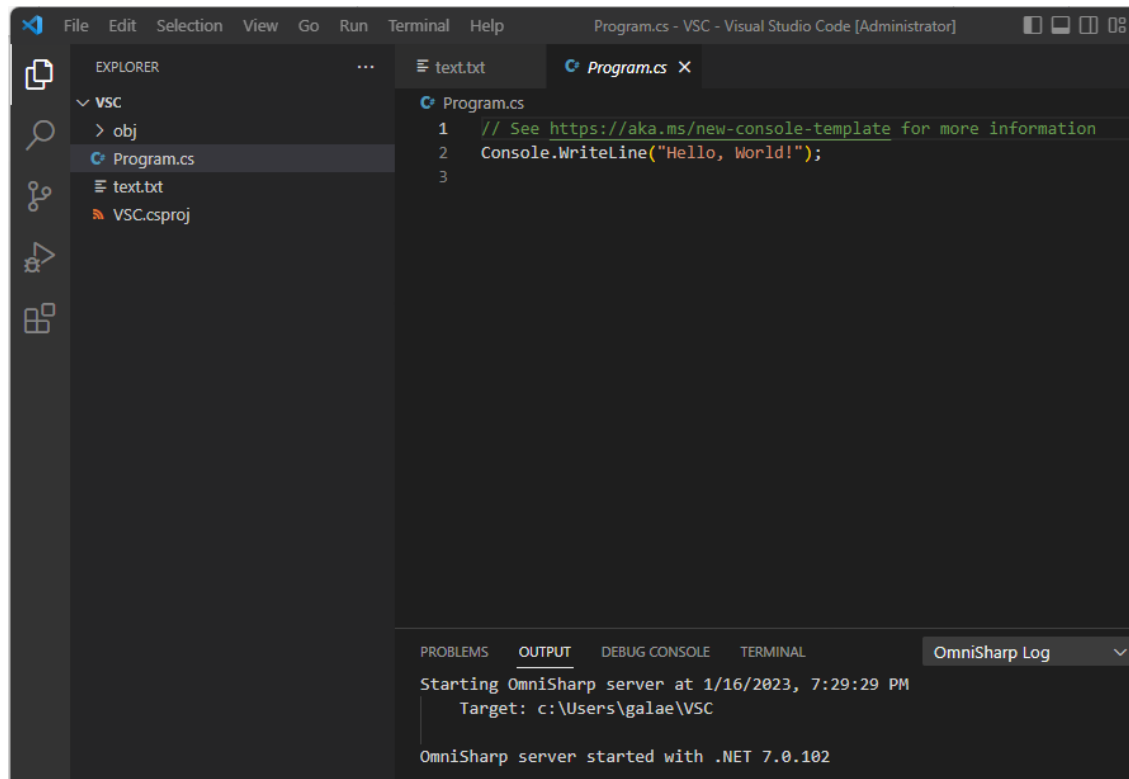 File Edit Selection View Go Run Terminal Help Program.cs - VSC - Visual Studio Code [Administrator]
EXPLORER ...
VSC
obj
C# Program.cs
text.txt
VSC.csproj
text.txt C# Program.cs
C# Program.cs
1 // See https://aka.ms/new-console-template for more information
2 Console.WriteLine("Hello, World!");
3
PROBLEMS OUTPUT DEBUG CONSOLE TERMINAL OmniSharp Log
Starting OmniSharp server at 1/16/2023, 7:29:29 PM
Target: c:\Users\galae\VSC
OmniSharp server started with .NET 7.0.102